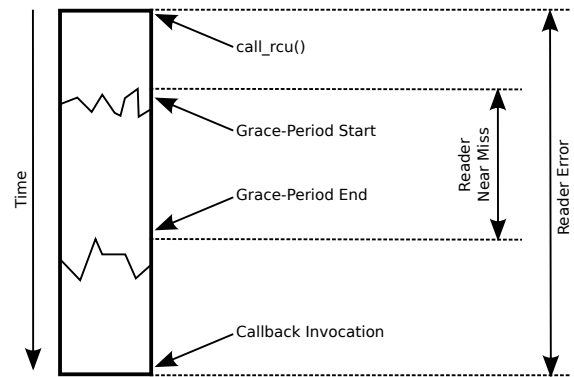 call_rcu()
Grace-Period Start
Grace-Period End
Callback Invocation
Time
Reader
Near Miss
Reader Error